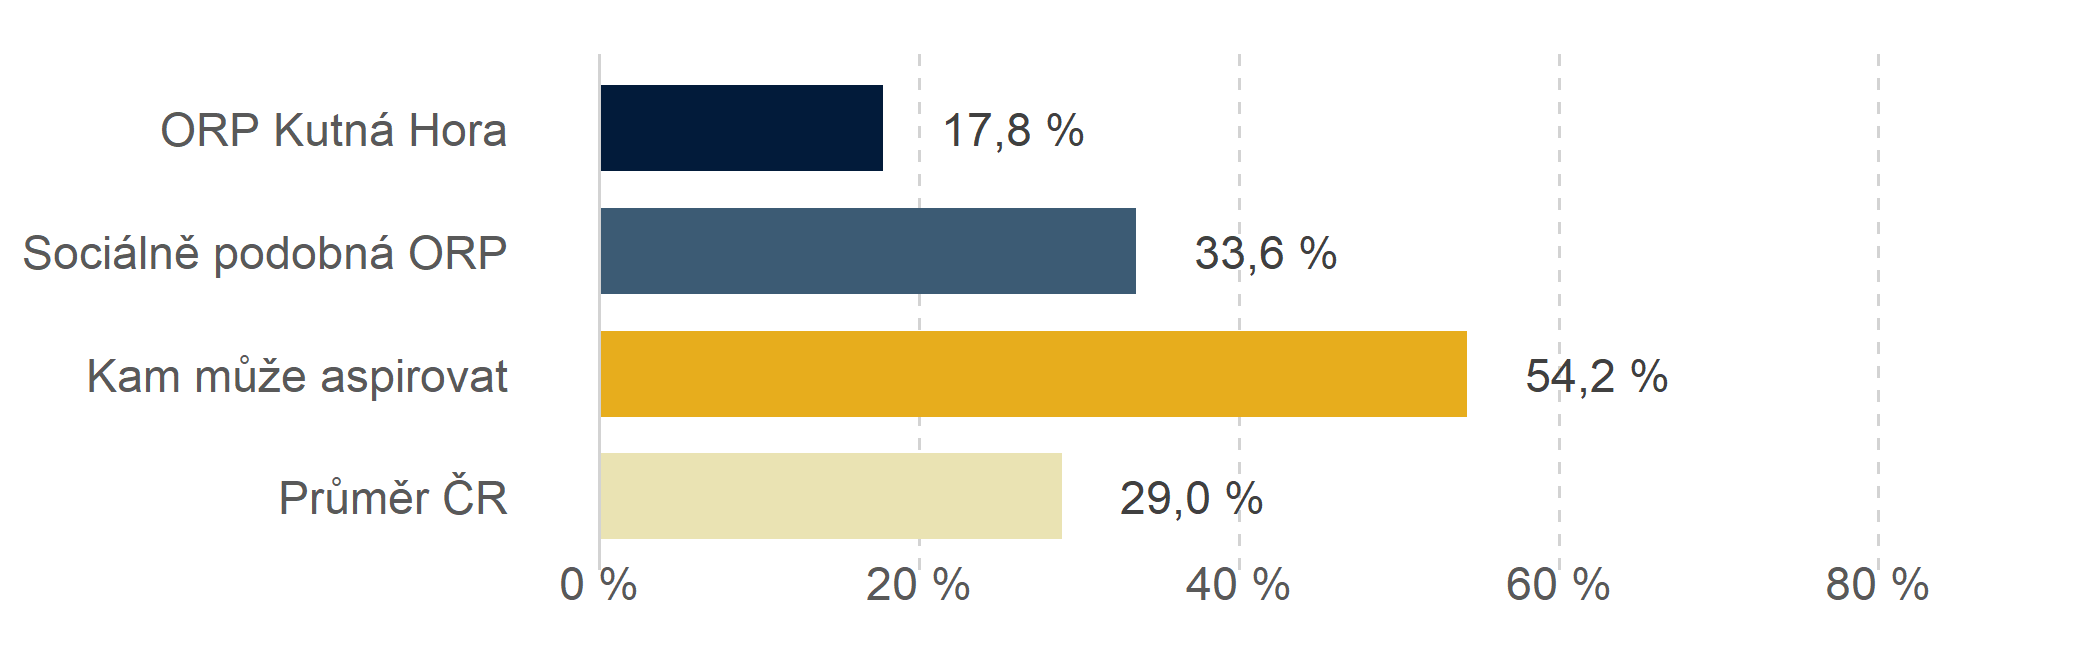 ORP Kutná Hora 17,8 %
Sociálně podobná ORP 33,6 %
Kam může aspirovat 54,2 %
Průměr ČR 29,0 %
0 % 20 % 40 % 60 % 80 %